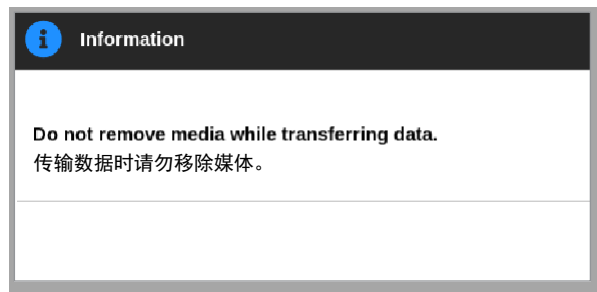 Information
Do not remove media while transferring data.
传输数据时请勿移除媒体。